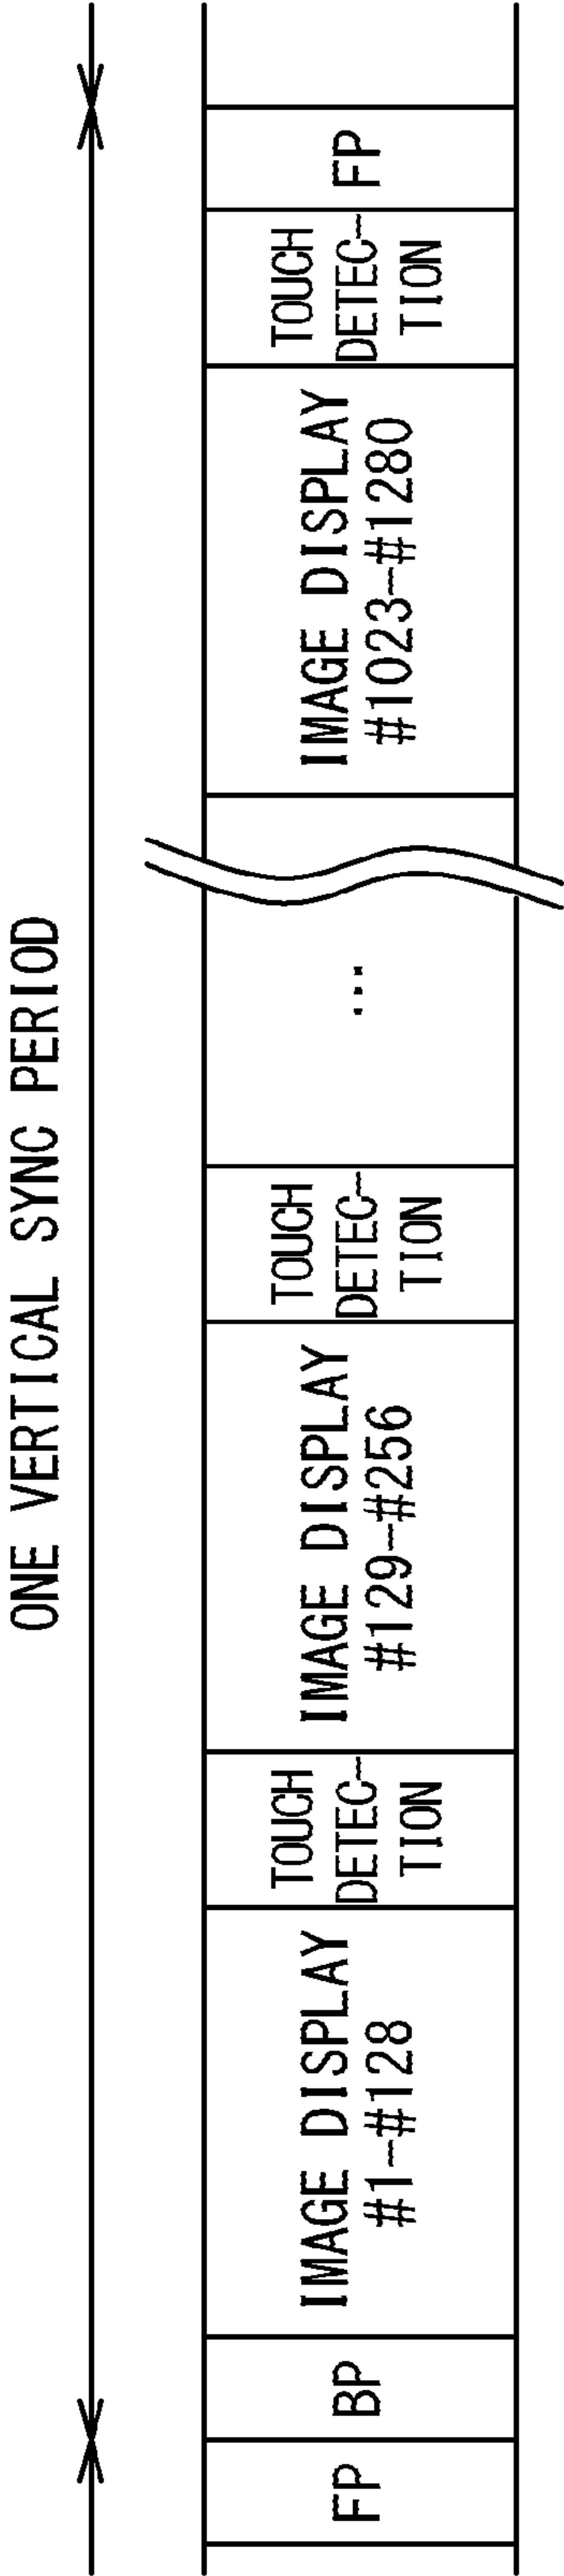 ONE VERTICAL SYNC PERIOD
FP
BP
IMAGE DISPLAY
#1-#128
TOUCH
DETEC-
TION
IMAGE DISPLAY
#129-#256
TOUCH
DETEC-
TION
...
IMAGE DISPLAY
#1023-#1280
TOUCH
DETEC-
TION
FP